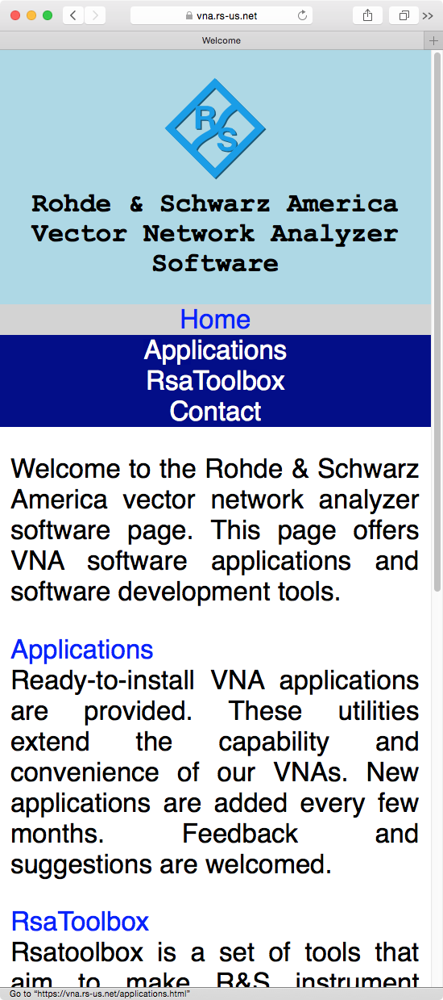 vna.rs-us.net
Welcome
R
S
Rohde & Schwarz America
Vector Network Analyzer
Software
Home
Applications
RsaToolbox
Contact
Welcome to the Rohde & Schwarz
America vector network analyzer
software page. This page offers
VNA software applications and
software development tools.
Applications
Ready-to-install VNA applications
are provided. These utilities
extend the capability and
convenience of our VNAs. New
applications are added every few
months. Feedback and
suggestions are welcomed.
RsaToolbox
Rsatoolbox is a set of tools that
aim to make R&S instrument
Go to “https://vna.rs-us.net/applications.html”